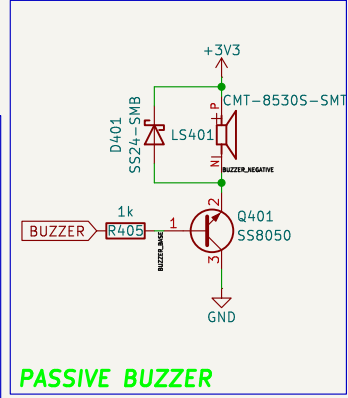 +3V3
CMT-8530S-SMT
P
D401
SS24-SMB
LS401
N
BUZZER_NEGATIVE
2
Q401
SS8050
1k
BUZZER
R405
1
BUZZER_BASE
3
GND
PASSIVE BUZZER